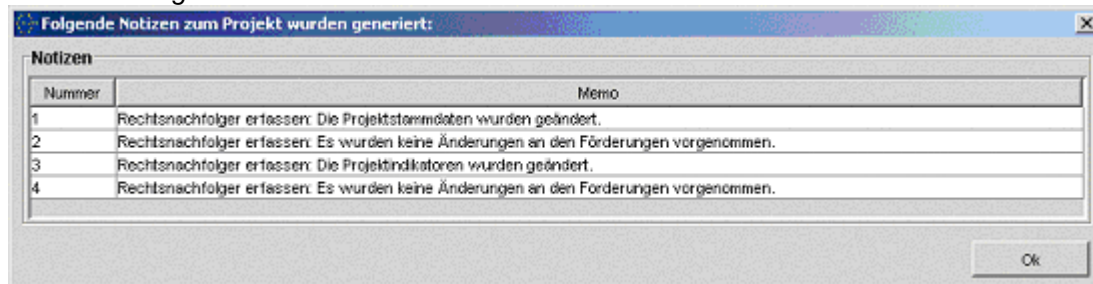 Folgende Notizen zum Projekt wurden generiert:
Notizen
Nummer Memo
1 Rechtsnachfolger erfassen: Die Projektstammdaten wurden geändert.
2 Rechtsnachfolger erfassen: Es wurden keine Änderungen an den Förderungen vorgenommen.
3 Rechtsnachfolger erfassen: Die Projektindikatoren wurden geändert.
4 Rechtsnachfolger erfassen: Es wurden keine Änderungen an den Forderungen vorgenommen.
Ok